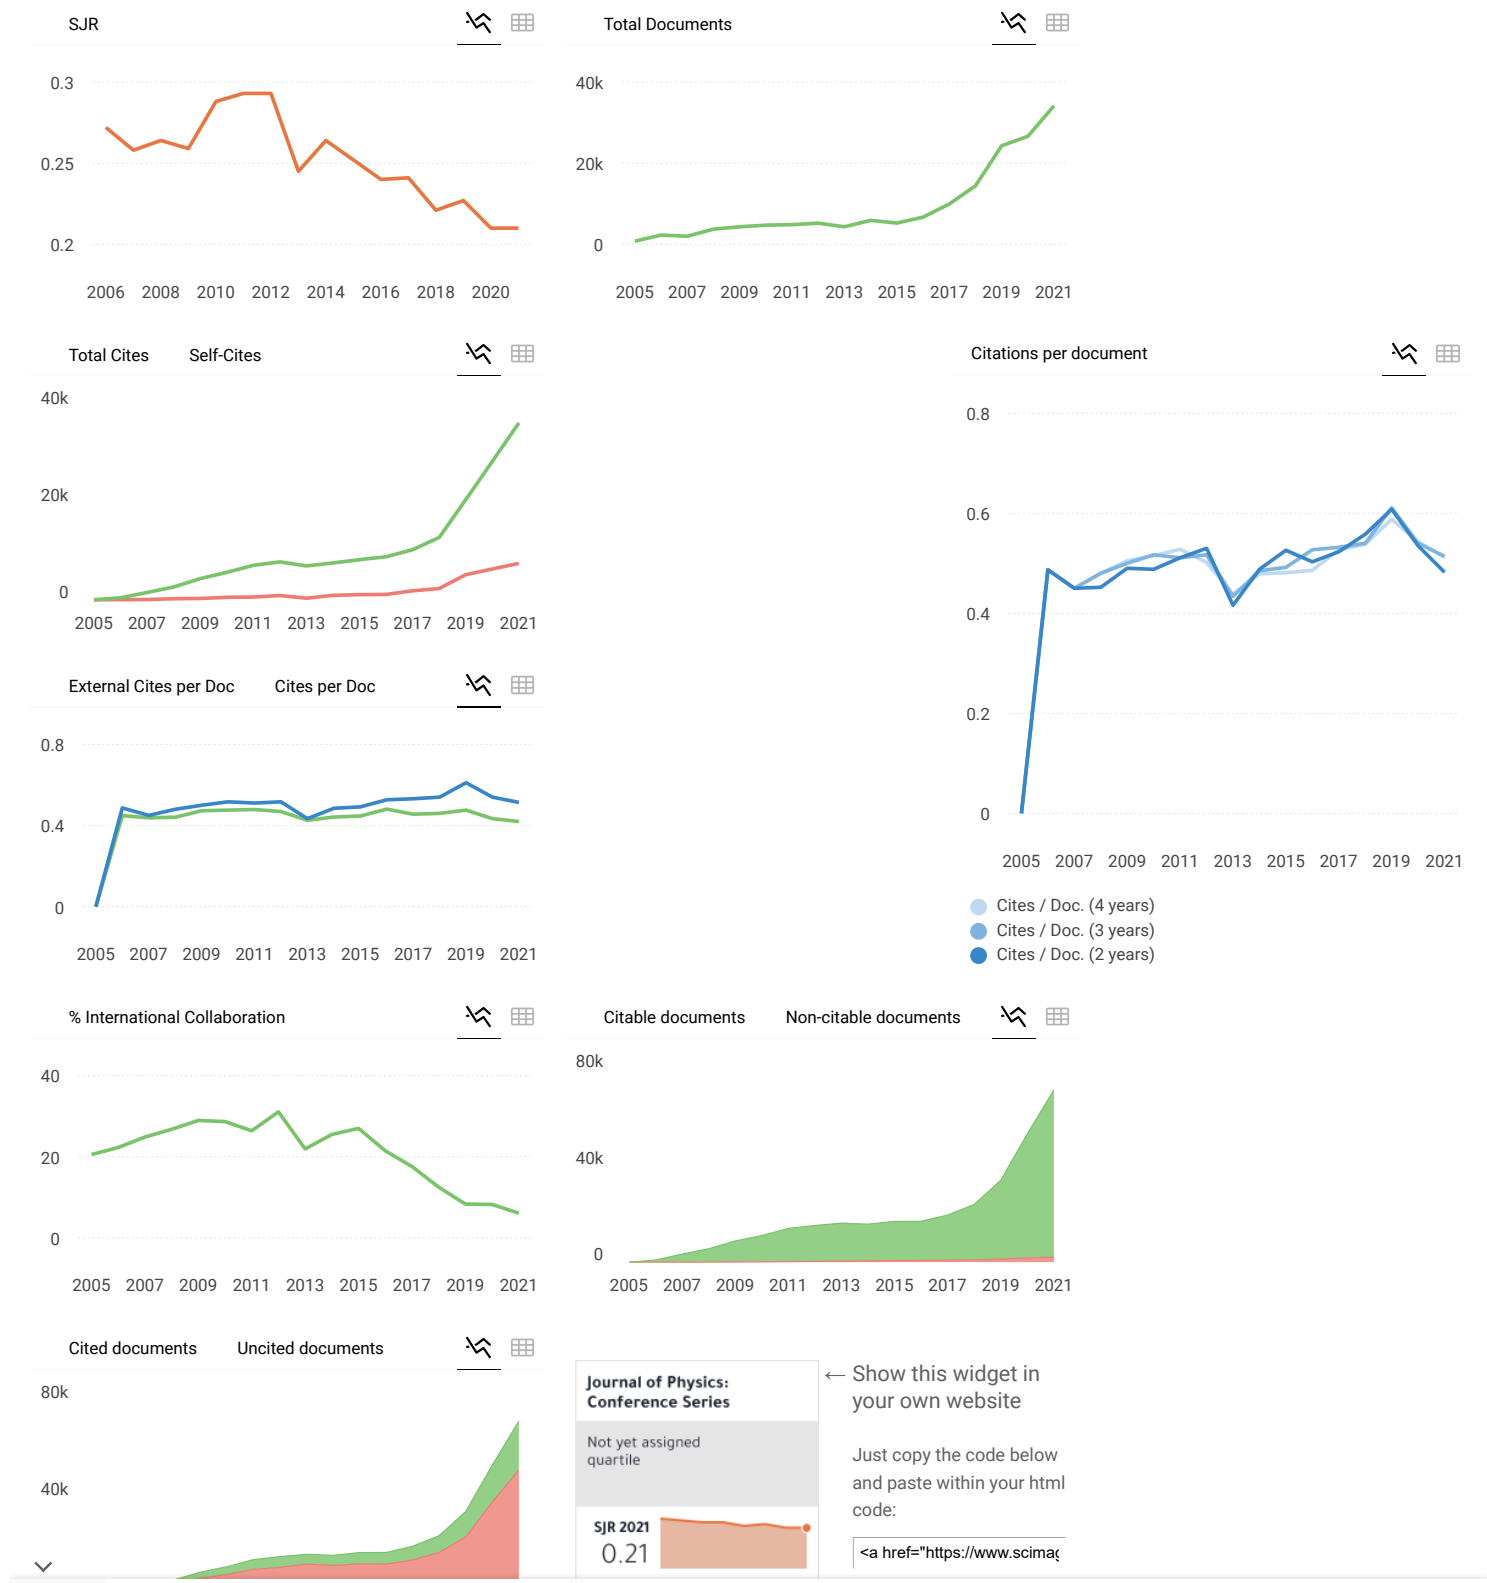 SJR
0.3
0.25
0.2
2006 2008 2010 2012 2014 2016 2018 2020
Total Documents
40k
20k
0
2005 2007 2009 2011 2013 2015 2017 2019 2021
Total Cites Self-Cites
40k
20k
0
2005 2007 2009 2011 2013 2015 2017 2019 2021
Citations per document
0.8
0.6
0.4
0.2
0
2005 2007 2009 2011 2013 2015 2017 2019 2021
Cites / Doc. (4 years)
Cites / Doc. (3 years)
Cites / Doc. (2 years)
External Cites per Doc Cites per Doc
0.8
0.4
0
2005 2007 2009 2011 2013 2015 2017 2019 2021
% International Collaboration
40
20
0
2005 2007 2009 2011 2013 2015 2017 2019 2021
Citable documents Non-citable documents
80k
40k
0
2005 2007 2009 2011 2013 2015 2017 2019 2021
Cited documents Uncited documents
80k
40k
Journal of Physics:
Conference Series
Not yet assigned
quartile
SJR 2021
0.21
← Show this widget in
your own website
Just copy the code below
and paste within your html
code:
<a href="https://www.scimag